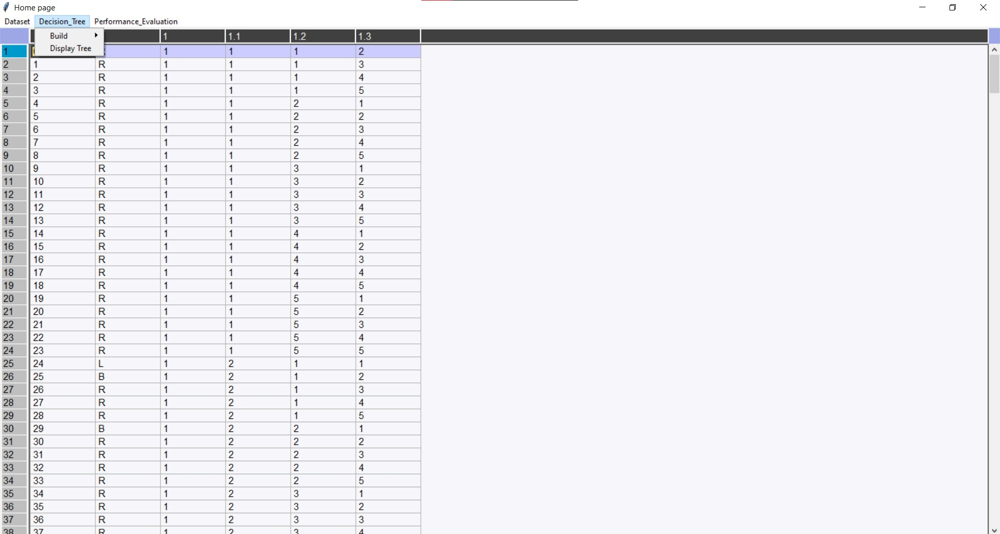 Home page
Dataset Decision_Tree Performance_Evaluation
Build
Display Tree
1 1.1 1.2 1.3
1 1 1 1 2
2 1 R 1 1 1 3
3 2 R 1 1 1 4
4 3 R 1 1 1 5
5 4 R 1 1 2 1
6 5 R 1 1 2 2
7 6 R 1 1 2 3
8 7 R 1 1 2 4
9 8 R 1 1 2 5
10 9 R 1 1 3 1
11 10 R 1 1 3 2
12 11 R 1 1 3 3
13 12 R 1 1 3 4
14 13 R 1 1 3 5
15 14 R 1 1 4 1
16 15 R 1 1 4 2
17 16 R 1 1 4 3
18 17 R 1 1 4 4
19 18 R 1 1 4 5
20 19 R 1 1 5 1
21 20 R 1 1 5 2
22 21 R 1 1 5 3
23 22 R 1 1 5 4
24 23 R 1 1 5 5
25 24 L 1 2 1 1
26 25 B 1 2 1 2
27 26 R 1 2 1 3
28 27 R 1 2 1 4
29 28 R 1 2 1 5
30 29 B 1 2 2 1
31 30 R 1 2 2 2
32 31 R 1 2 2 3
33 32 R 1 2 2 4
34 33 R 1 2 2 5
35 34 R 1 2 3 1
36 35 R 1 2 3 2
37 36 R 1 2 3 3
38 37 R 1 2 3 4